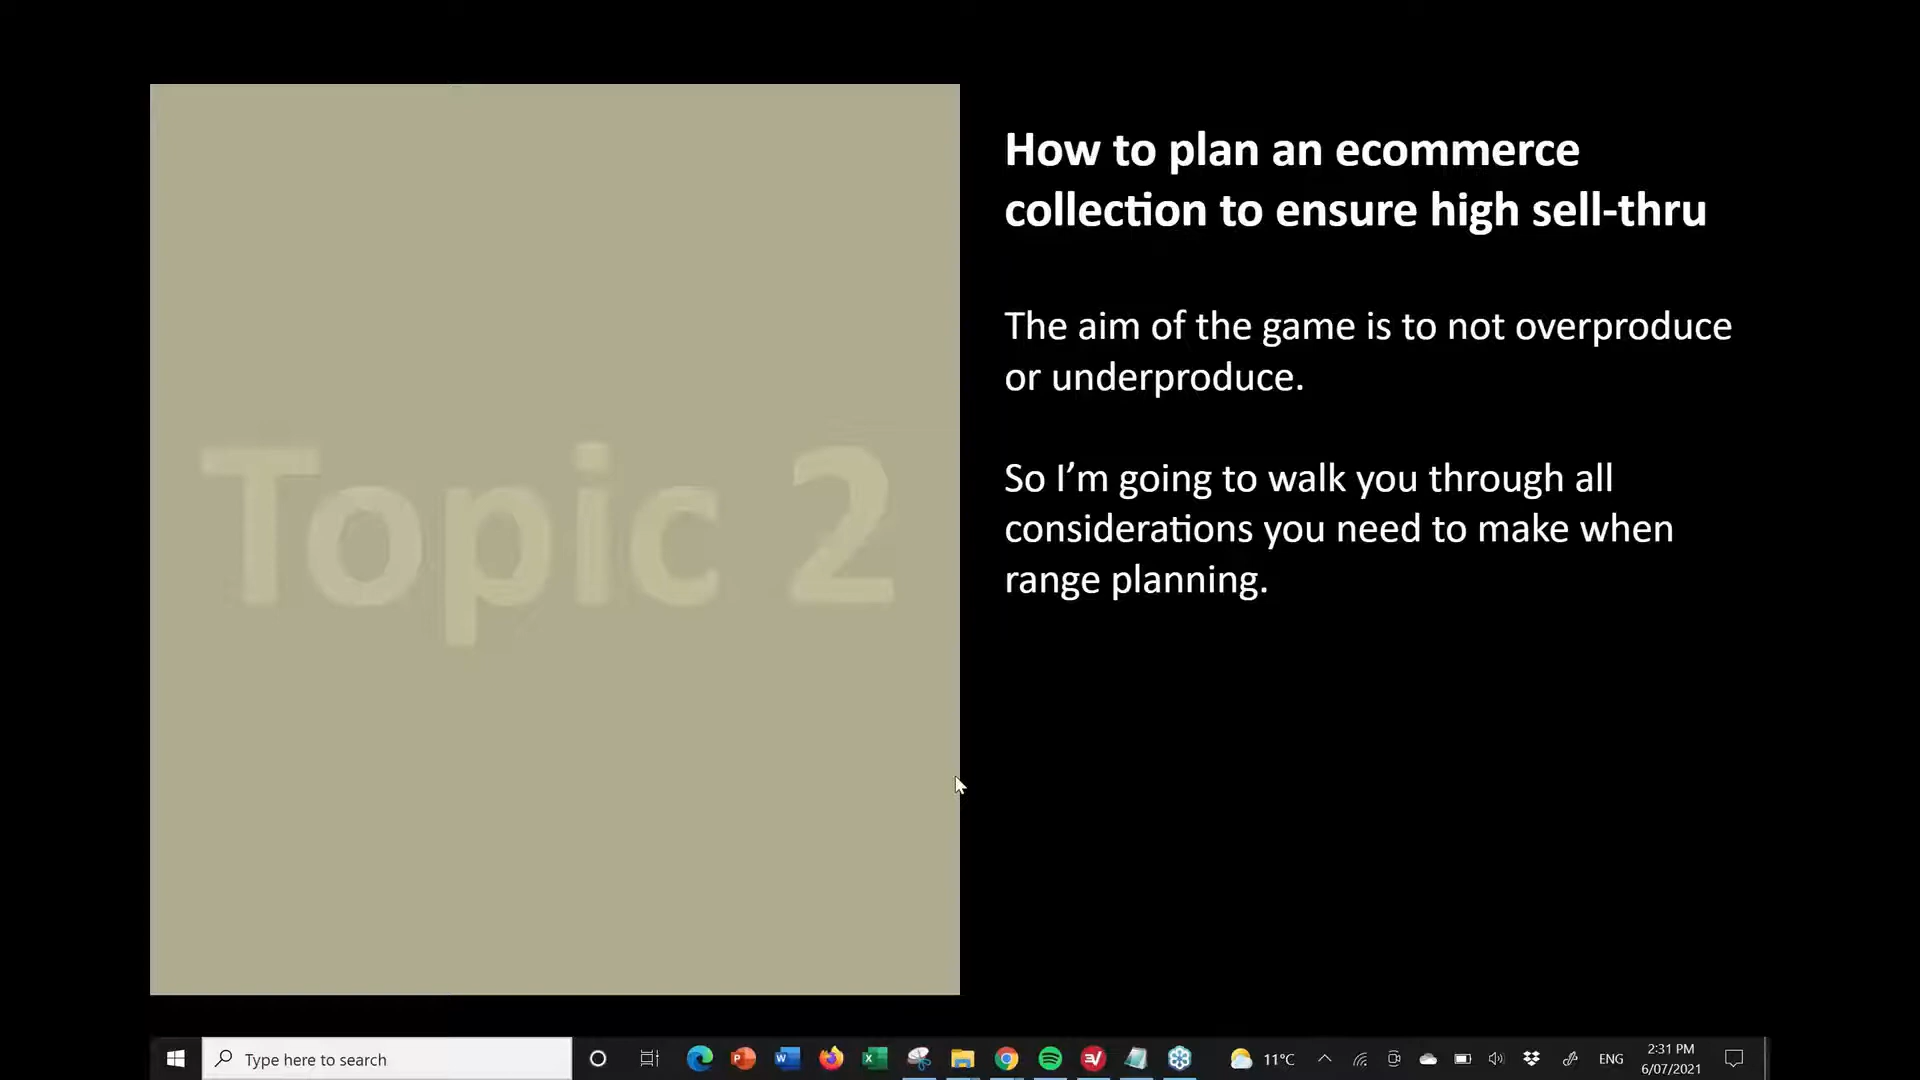 Topic 2
How to plan an ecommerce
collection to ensure high sell-thru
The aim of the game is to not overproduce
or underproduce.
So I’m going to walk you through all
considerations you need to make when
range planning.
Type here to search
11°C
ENG
2:31 PM
6/07/2021